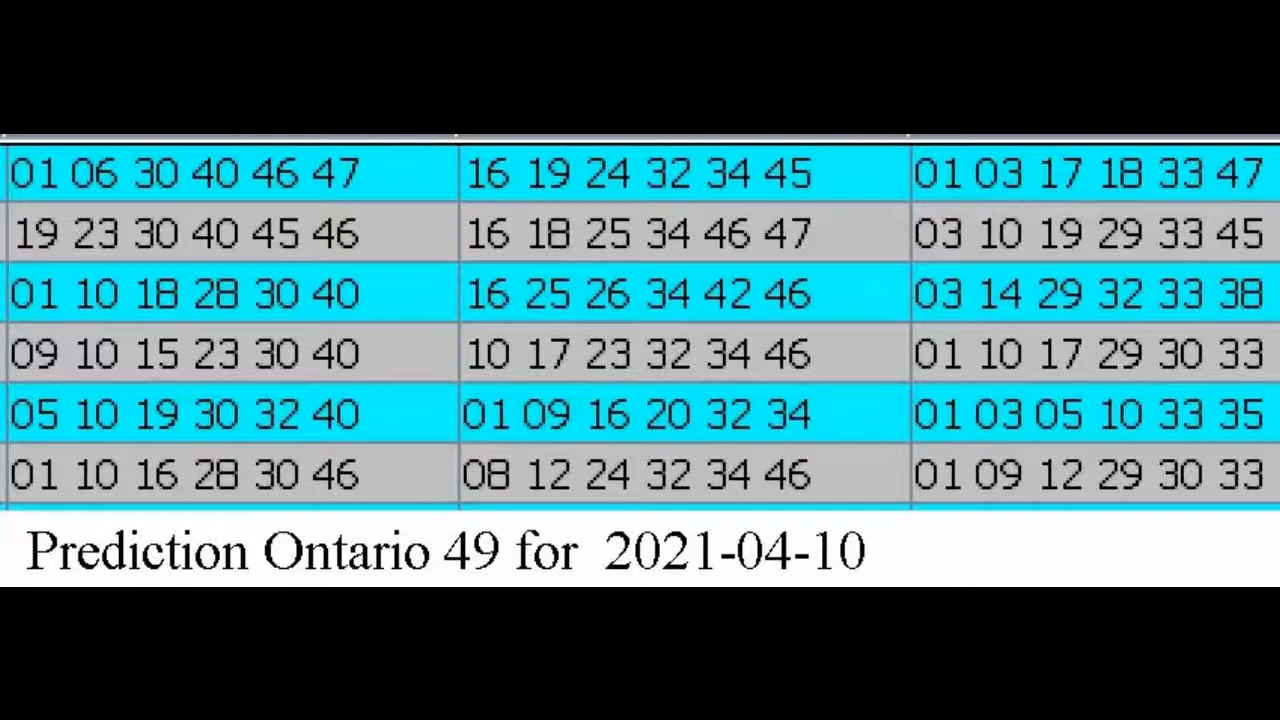 01 06 30 40 46 47 16 19 24 32 34 45 01 03 17 18 33 47
19 23 30 40 45 46 16 18 25 34 46 47 03 10 19 29 33 45
01 10 18 28 30 40 16 25 26 34 42 46 03 14 29 32 33 38
09 10 15 23 30 40 10 17 23 32 34 46 01 10 17 29 30 33
05 10 19 30 32 40 01 09 16 20 32 34 01 03 05 10 33 35
01 10 16 28 30 46 08 12 24 32 34 46 01 09 12 29 30 33
Prediction Ontario 49 for 2021-04-10